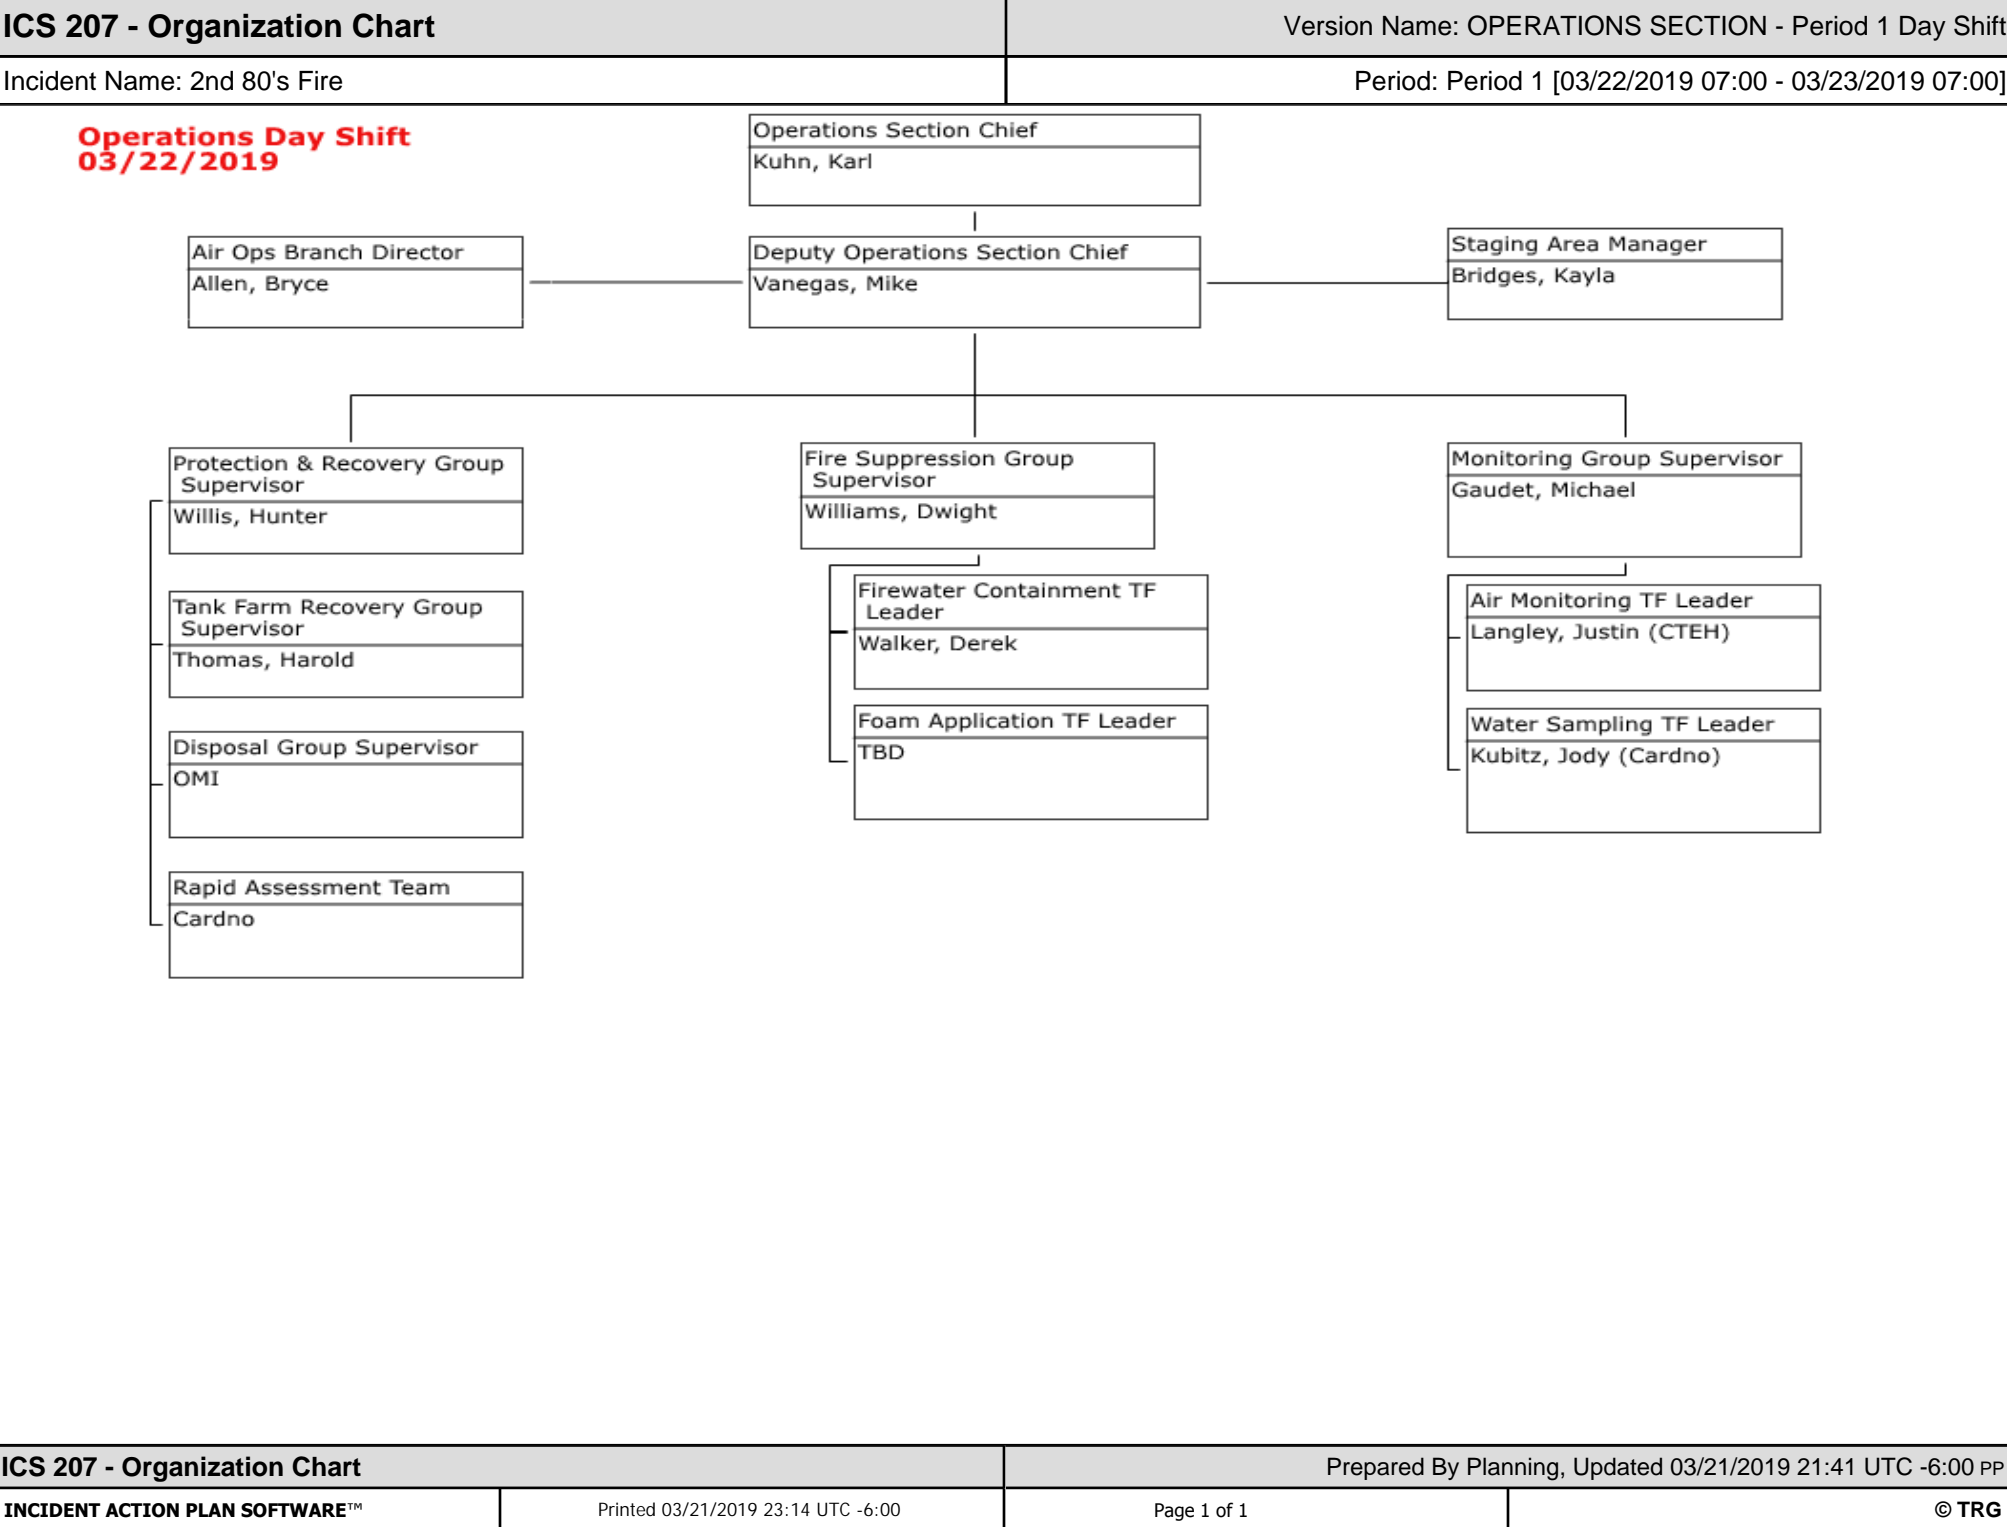 ICS 207 - Organization Chart
Version Name: OPERATIONS SECTION - Period 1 Day Shift
Incident Name: 2nd 80's Fire
Period: Period 1 [03/22/2019 07:00 - 03/23/2019 07:00]
Operations Day Shift
03/22/2019
Operations Section Chief
Kuhn, Karl
Air Ops Branch Director
Allen, Bryce
Deputy Operations Section Chief
Vanegas, Mike
Staging Area Manager
Bridges, Kayla
Protection & Recovery Group
Supervisor
Willis, Hunter
Tank Farm Recovery Group
Supervisor
Thomas, Harold
Disposal Group Supervisor
OMI
Rapid Assessment Team
Cardno
Fire Suppression Group
Supervisor
Williams, Dwight
Firewater Containment TF
Leader
Walker, Derek
Foam Application TF Leader
TBD
Monitoring Group Supervisor
Gaudet, Michael
Air Monitoring TF Leader
Langley, Justin (CTEH)
Water Sampling TF Leader
Kubitz, Jody (Cardno)
ICS 207 - Organization Chart
Prepared By Planning, Updated 03/21/2019 21:41 UTC -6:00 PP
INCIDENT ACTION PLAN SOFTWARE™
Printed 03/21/2019 23:14 UTC -6:00
Page 1 of 1
© TRG